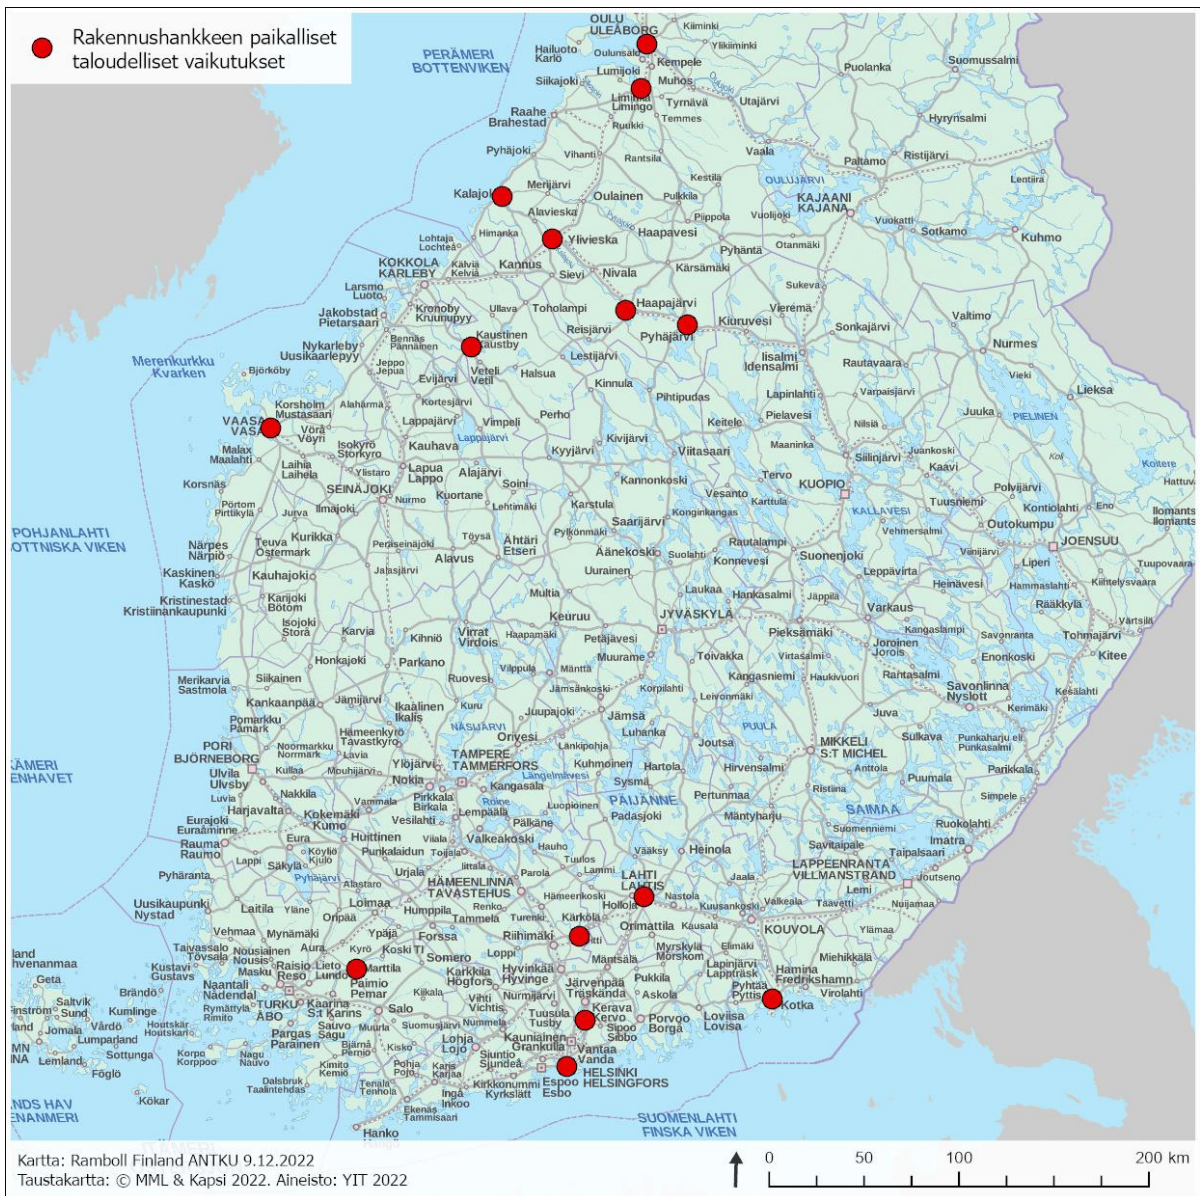 Rakennushankkeen paikalliset
taloudelliset vaikutukset
OULU
ULEÅBORG
Kiiminki
Hailuoto
Karlö
Oulunsalo
Ylikiiminki
Kempele
PERÄMERI
BOTTENVIKEN
Lumijoki
Muhos
Siikajoki
Liminka
Limingo
Tyrnävä
Utajärvi
Puolanka
Suomussalmi
Raahe
Brahestad
Ruukki
Temmes
Hyrynsalmi
Pyhäjoki
Vihanti
Rantsila
Vaala
Paltamo
Ristijärvi
Kestilä
OULUJÄRVI
Lentiira
Kalajoki
Merijärvi
Oulainen
Pulkkila
KAJAANI
KAJANA
Alavieska
Piippola
Vuolijoki
Vuokatti
Sotkamo
Kuhmo
Himanka
Ylivieska
Haapavesi
Pyhäntä
Otanmäki
Lohtaja
Lochteå
KOKKOLA
KARLEBY
Kälviä
Kelviå
Kannus
Sievi
Nivala
Kärsämäki
Sukeva
Larsmo
Luoto
Kronoby
Kruunupyy
Ullava
Toholampi
Haapajärvi
Vieremä
Jakobstad
Pietarsaari
Reisjärvi
Pyhäjärvi
Kiuruvesi
Sonkajärvi
Valtimo
Nykarleby
Uusikaarlepyy
Bennäs
Pännäinen
Kaustinen
Kaustby
Lestijärvi
Iisalmi
Idensalmi
Rautavaara
Nurmes
Merenkurkku
Kvarken
Björköby
Jeppo
Jepua
Evijärvi
Veteli
Vetil
Halsua
Kinnula
Pihtipudas
Lapinlahti
Varpaisjärvi
Vieki
Lieksa
Korsholm
Mustasaari
Alahärmä
Kortesjärvi
Perho
Keitele
Pielavesi
Nilsiä
Juuka
PIELINEN
VAASA
VASA
Vörå
Vöyri
Lappajärvi
Vimpeli
Lappajärvi
Kivijärvi
Maaninka
Malax
Maalahti
Isokyrö
Storkyro
Kauhava
Kyyjärvi
Viitasaari
Siilinjärvi
Juankoski
Kaavi
Koli
Koitere
Laihia
Laihela
Ylistaro
Lapua
Lappo
Alajärvi
Kannonkoski
Tervo
KUOPIO
Polvijärvi
Korsnäs
SEINÄJOKI
Nurmo
Kuortane
Soini
Vesanto
Karttula
Tuusniemi
Kontiolahti
Eno
Pörtom
Pirttikylä
Jurva
Ilmajoki
Lehtimäki
Karstula
Konginkangas
KALLAVESI
Outokumpu
Ilomants
Ilomants
POHJANLAHTI
OTTNISKA VIKEN
Närpes
Närpiö
Teuva
Östermark
Kurikka
Peräseinäjoki
Töysä
Ähtäri
Etseri
Pylkönmäki
Saarijärvi
Rautalampi
Vehmersalmi
Viinijärvi
JOENSUU
Alavus
Äänekoski
Suolahti
Konnevesi
Suonenjoki
Liperi
Tuupovaara
Kaskinen
Kaskö
Kauhajoki
Jalasjärvi
Uurainen
Leppävirta
Heinävesi
Hammaslahti
Kiihtelysvaara
Kristinestad
Kristiinankaupunki
Karijoki
Bötom
Multia
Laukaa
Hankasalmi
Jäppilä
Varkaus
Rääkkylä
Isojoki
Storå
Karvia
Kihniö
Virrat
Virdois
Haapamäki
Keuruu
Petäjävesi
JYVÄSKYLÄ
Pieksämäki
Kangaslampi
Savonranta
Tohmajärvi
Värtsilä
Honkajoki
Parkano
Vilppula
Mänttä
Muurame
Toivakka
Virtasalmi
Joroinen
Jorois
Enonkoski
Kitee
Merikarvia
Sastmola
Siikainen
Ruovesi
Jämsänkoski
Korpilahti
Kangasniemi
Haukivuori
Rantasalmi
Savonlinna
Nyslott
Kesälahti
Kankaanpää
Jämijärvi
Ikaalinen
Ikalis
Kuru
Leivonmäki
Kerimäki
Pomarkku
Påmark
NÄSIJÄRVI
Juupajoki
Jämsä
PUULA
Juva
PORI
BJÖRNEBORG
Noormarkku
Norrmark
Hämeenkyrö
Tavastkyro
Orivesi
Luhanka
Joutsa
MIKKELI
S:T MICHEL
Sulkava
Punkaharju eli
Punkasalmi
Lavia
Länkipohja
Ulvila
Ulvsby
Kullaa
Mouhijärvi
Ylöjärvi
TAMPERE
TAMMERFORS
Kuhmoinen
Hartola
Hirvensalmi
Anttola
Parikkala
Nokia
Kangasala
Längelmävesi
Sysmä
Puumala
Luvia
Nakkila
Pirkkala
Birkala
Roine
PÄIJÄNNE
Pertunmaa
Ristiina
Simpele
Harjavalta
Vammala
Lempäälä
Luopioinen
Mäntyharju
SAIMAA
Eurajoki
Euraåminne
Kokemäki
Kumo
Vesilahti
Pälkäne
Padasjoki
Suomenniemi
Ruokolahti
Rauma
Raumo
Eura
Huittinen
Viiala
Valkeakoski
Savitaipale
Imatra
Köyliö
Kjulo
Punkalaidun
Toijala
Hauho
Vääksy
Heinola
Taipalsaari
Lappi
Säkylä
Iittala
Tuulos
LAPPEENRANTA
VILLMANSTRAND
Pyhäranta
Pyhäjärvi
Urjala
Parola
Lammi
LAHTI
LAHTIS
Jaala
Joutseno
Alastaro
HÄMEENLINNA
TAVASTEHUS
Hämeenkoski
Nastola
Lemi
Uusikaupunki
Nystad
Laitila
Yläne
Loimaa
Humppila
Renko
Hollola
Kuusankoski
Valkeala
Taavetti
Nuijamaa
Oripää
Tammela
Turenki
Kärkölä
Orimattila
Kausala
KOUVOLA
Vehmaa
Mynämäki
Ypäjä
Forssa
Riihimäki
Elimäki
Ylämaa
Taivassalo
Tövsala
Nousiainen
Nousis
Aura
Kyrö
Koski Tl
Loppi
Myrskylä
Mörskom
Miehikkälä
Kustavi
Gustavs
Masku
Raisio
Reso
Lieto
Lundo
Marttila
Somero
Karkkila
Högfors
Hyvinkää
Hyvinge
Mäntsälä
Lapinjärvi
Lappträsk
Hamina
Fredrikshamn
Naantali
Nådendal
Paimio
Pemar
Kiikala
Järvenpää
Träskända
Pukkila
Pyhtää
Pyttis
Virolahti
Getå
Brändö
Rymättylä
Rimito
TURKU
ÅBO
Kaarina
S:t Karins
Salo
Vihti
Vichtis
Nurmijärvi
Askola
Kotka
Saltvik
Sund
Kumlinge
Tuusula
Tusby
Kerava
Kervo
Porvoo
Borgå
Loviisa
Lovisa
Jomala
Vårdö
Houtskär
Houtskari
Pargas
Parainen
Sauvo
Sagu
Muurla
Suomusjärvi
Nummela
Sipoo
Sibbo
Lumparland
Lemland
Sottunga
Korpo
Korppoo
Nagu
Nauvo
Bjärnå
Perniö
Kisko
Lohja
Lojo
Kauniainen
Grankulla
Vantaa
Vanda
Föglö
Kimito
Kemiö
Pohja
Pojo
Karis
Karjaa
Siuntio
Sjundeå
HELSINKI
HELSINGFORS
Kökar
Dalsbruk
Taalintehdas
Tenala
Tenhola
Kirkkonummi
Kyrkslätt
Espoo
Esbo
Ingå
Inkoo
Ekenäs
Tammisaari
SUOMENLAHTI
FINSKA VIKEN
Hanko
Kartta: Ramboll Finland ANTKU 9.12.2022
Taustakartta: © MML & Kapsi 2022. Aineisto: YIT 2022
0 50 100 200 km